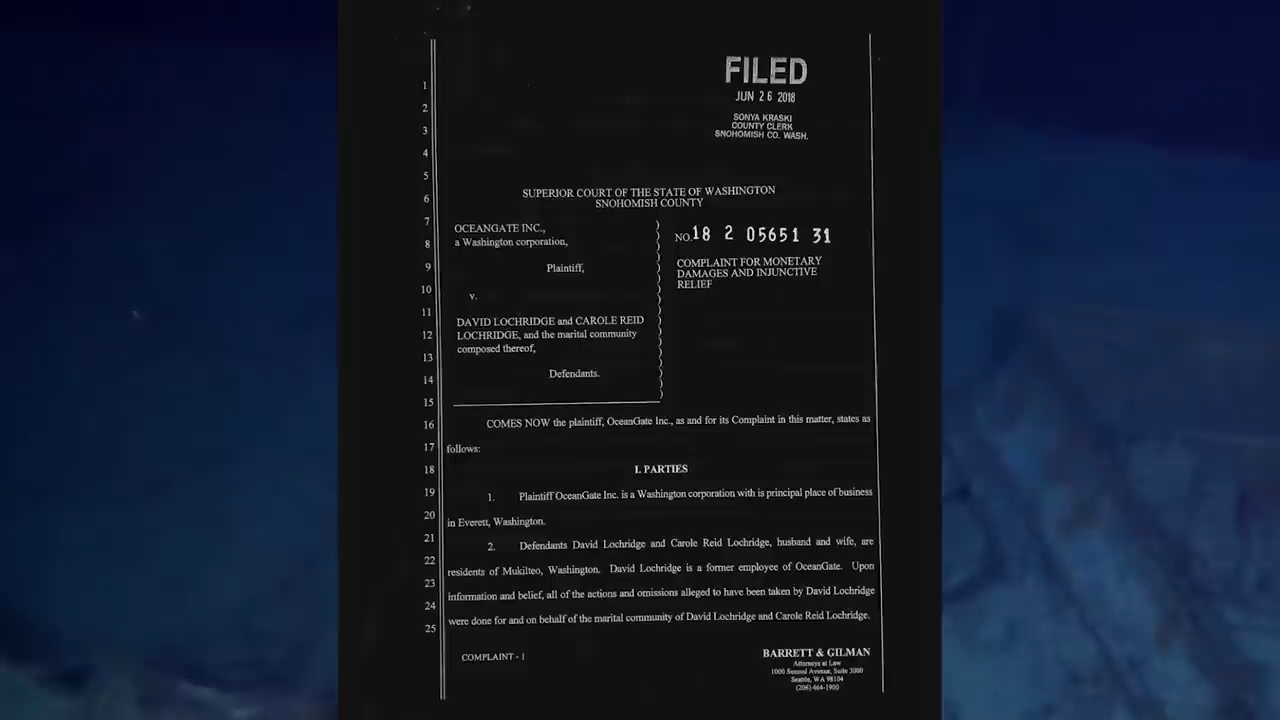 FILED
JUN 26 2018
SONYA KRASKI
COUNTY CLERK
SNOHOMISH CO. WASH.
1
2
3
4
5
6
7
8
9
10
11
12
13
14
15
16
17
18
19
20
21
22
23
24
25
SUPERIOR COURT OF THE STATE OF WASHINGTON
SNOHOMISH COUNTY
OCEANGATE INC.,
a Washington corporation,
Plaintiff,
v.
DAVID LOCHRIDGE and CAROLE REID
LOCHRIDGE, and the marital community
composed thereof,
Defendants.
NO. 18 2 05651 31
COMPLAINT FOR MONETARY
DAMAGES AND INJUNCTIVE
RELIEF
COMES NOW the plaintiff, OceanGate Inc., as and for its Complaint in this matter, states as
follows:
I. PARTIES
1. Plaintiff OceanGate Inc. is a Washington corporation with is principal place of business
in Everett, Washington.
2. Defendants David Lochridge and Carole Reid Lochridge, husband and wife, are
residents of Mukilteo, Washington. David Lochridge is a former employee of OceanGate. Upon
information and belief, all of the actions and omissions alleged to have been taken by David Lochridge
were done for and on behalf of the marital community of David Lochridge and Carole Reid Lochridge.
COMPLAINT - 1
BARRETT & GILMAN
Attorneys at Law
1000 Second Avenue, Suite 3000
Seattle, WA 98104
(206) 464-1900